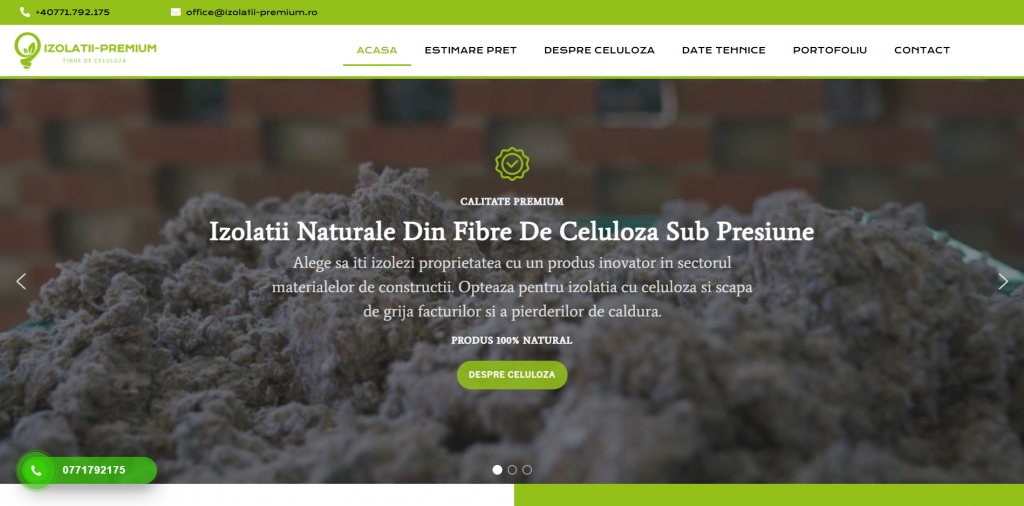 +40771.792.175
office@izolatii-premium.ro
IZOLATII-PREMIUM
FIBRE DE CELULOZA
ACASA
ESTIMARE PRET
DESPRE CELULOZA
DATE TEHNICE
PORTOFOLIU
CONTACT
CALITATE PREMIUM
Izolatii Naturale Din Fibre De Celuloza Sub Presiune
Alege sa iti izolezi proprietatea cu un produs inovator in sectorul
materialelor de constructii. Opteaza pentru izolatia cu celuloza si scapa
de grija facturilor si a pierderilor de caldura.
PRODUS 100% NATURAL
DESPRE CELULOZA
0771792175